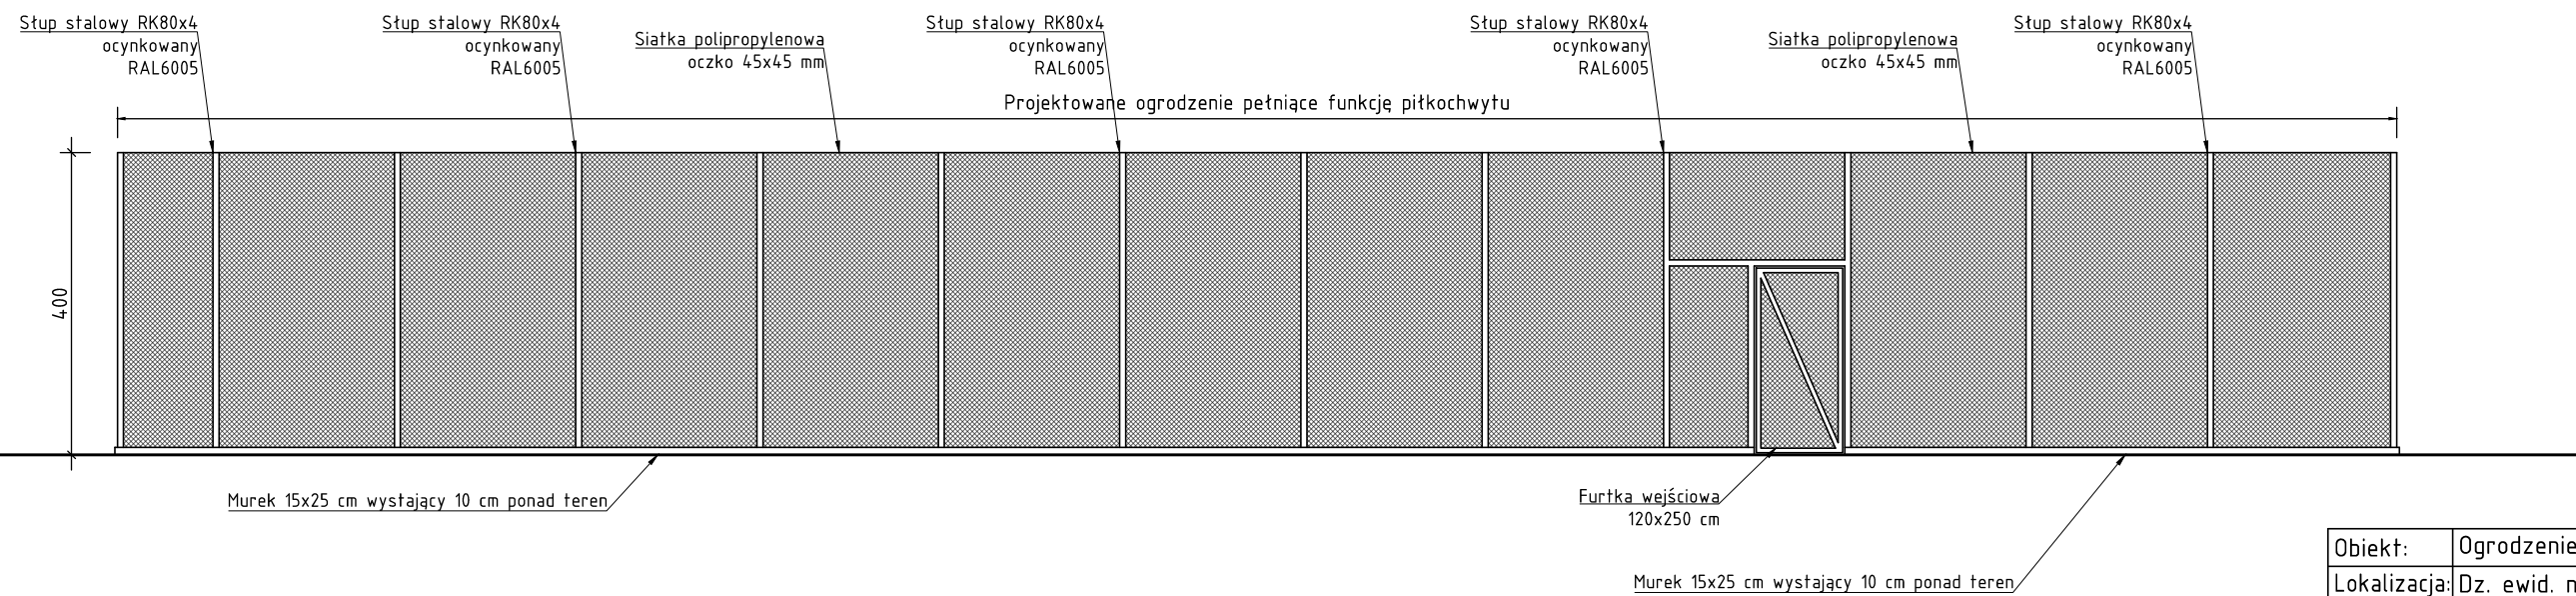 Słup stalowy RK80x4
ocynkowany
RAL6005
Słup stalowy RK80x4
ocynkowany
RAL6005
Siatka polipropylenowa
oczko 45x45 mm
Słup stalowy RK80x4
ocynkowany
RAL6005
Słup stalowy RK80x4
ocynkowany
RAL6005
Siatka polipropylenowa
oczko 45x45 mm
Słup stalowy RK80x4
ocynkowany
RAL6005
Projektowane ogrodzenie pełniące funkcję piłkochwytu
400
Murek 15x25 cm wystający 10 cm ponad teren
Furtka wejściowa
120x250 cm
Murek 15x25 cm wystający 10 cm ponad teren
Obiekt: Ogrodzenie
Lokalizacja: Dz. ewid. n